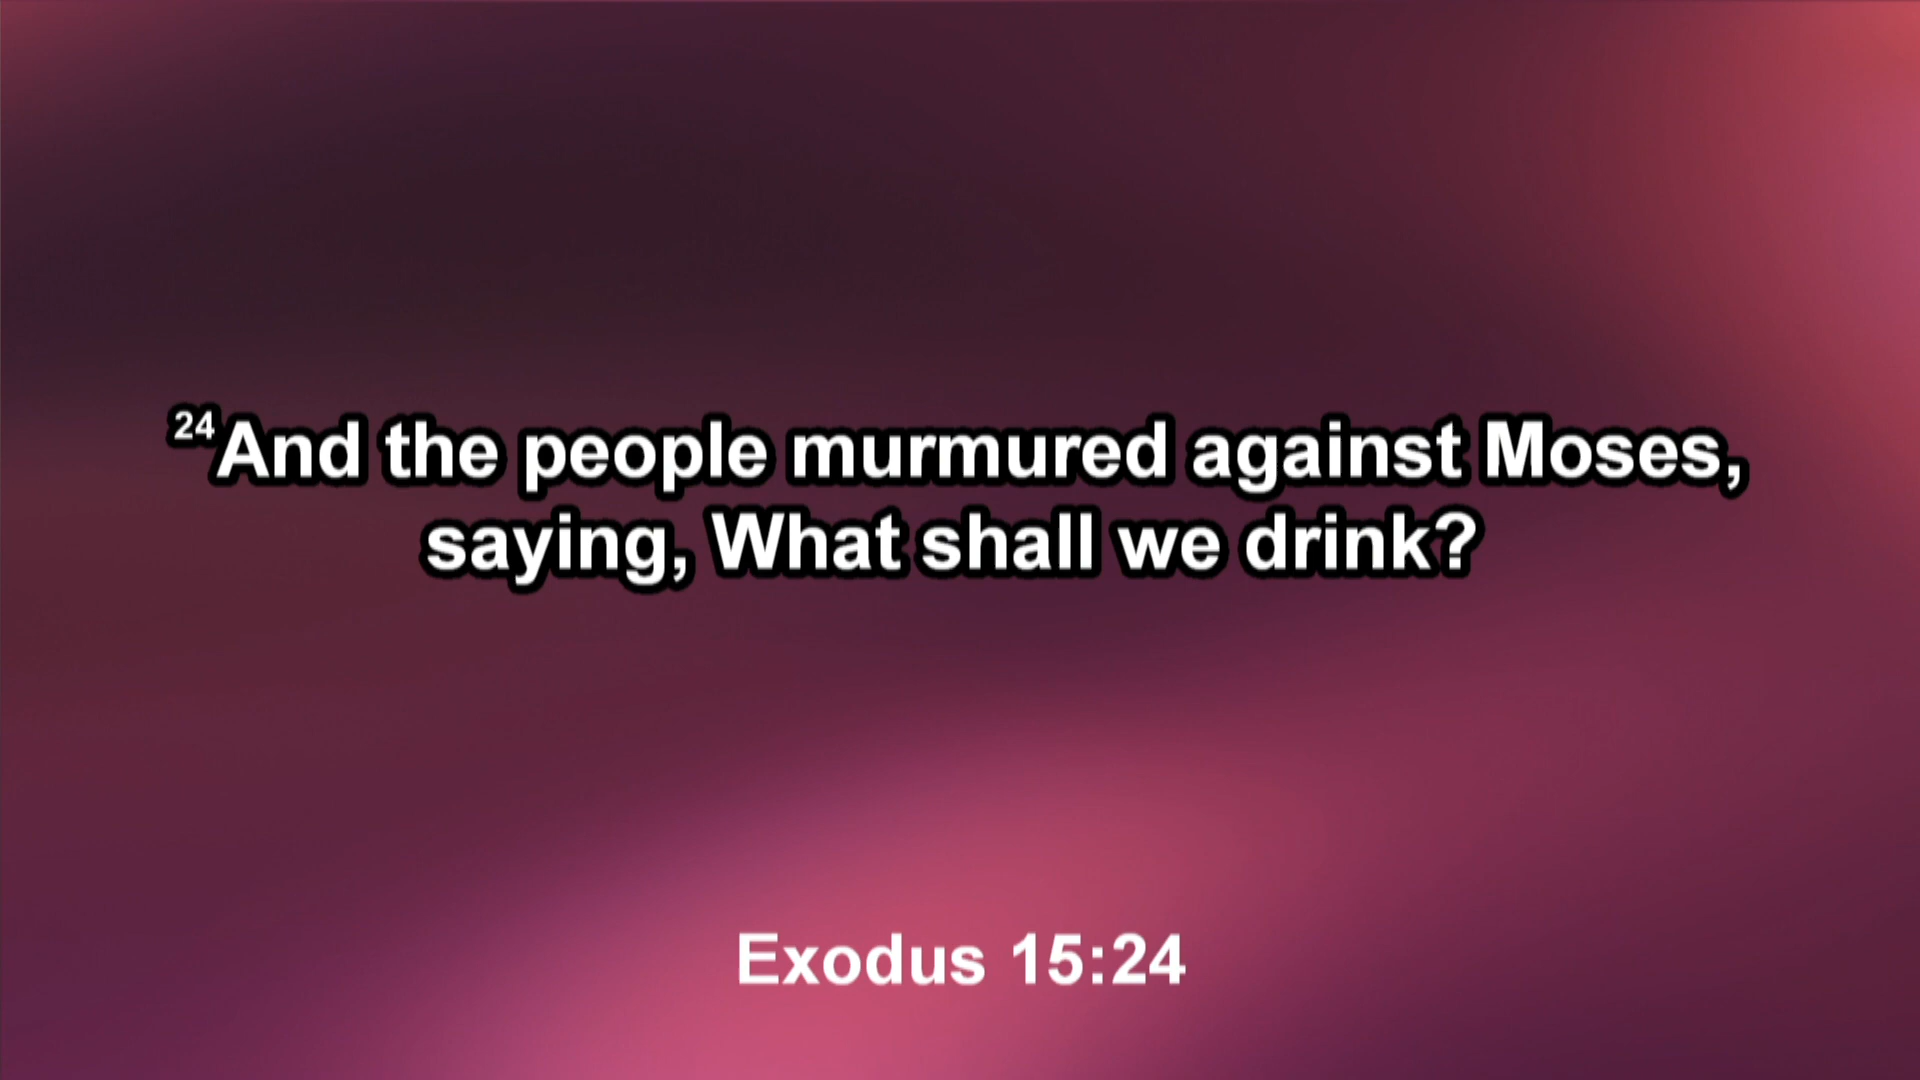 24And the people murmured against Moses,
saying, What shall we drink?
Exodus 15:24